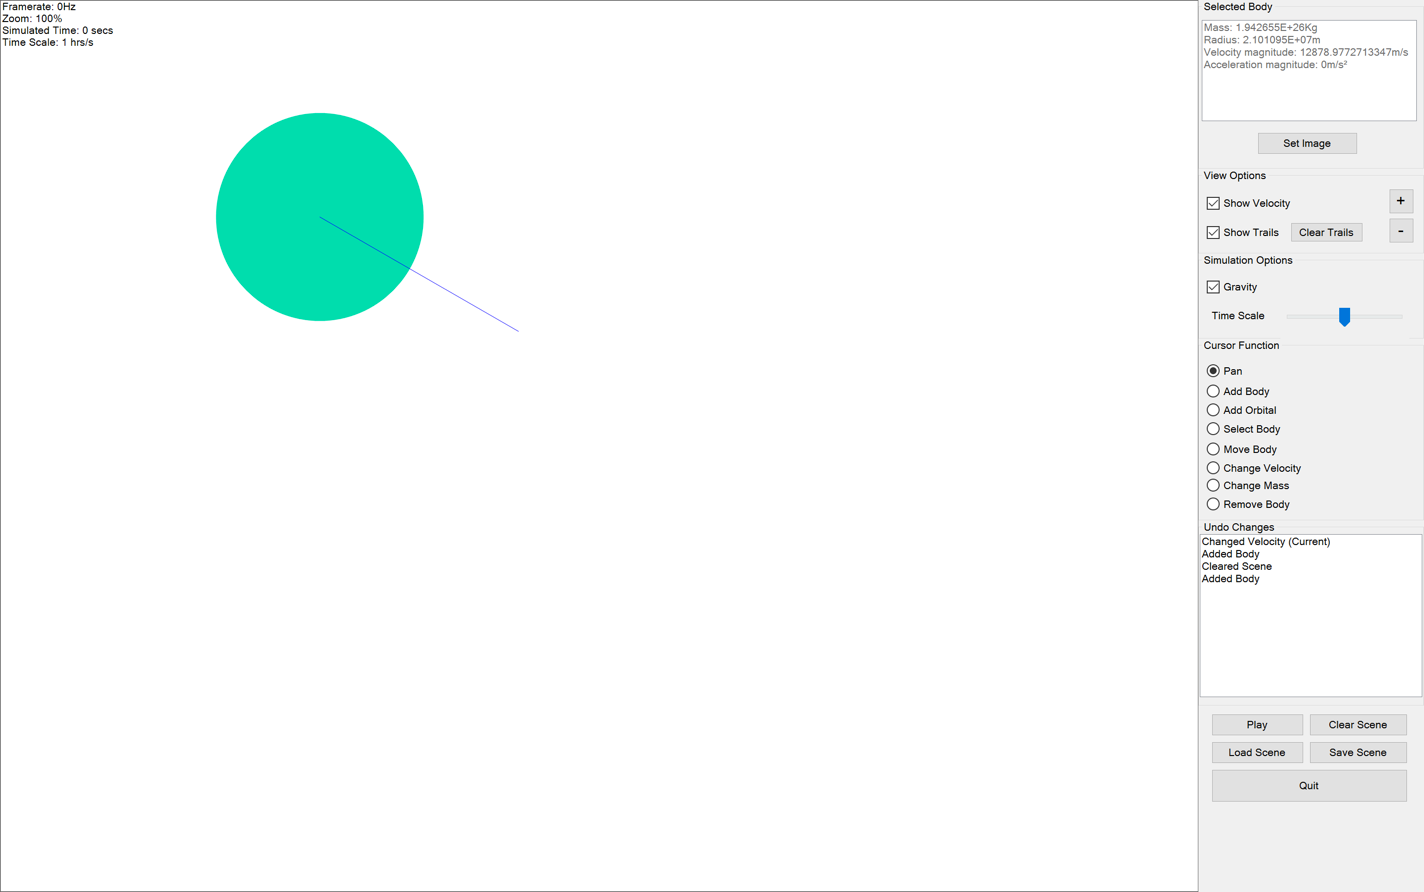 Framerate: 0Hz
Zoom: 100%
Simulated Time: 0 secs
Time Scale: 1 hrs/s
Selected Body
Mass: 1.942655E+26Kg
Radius: 2.101095E+07m
Velocity magnitude: 12878.9772713347m/s
Acceleration magnitude: 0m/s²
Set Image
View Options
Show Velocity
+
Show Trails
Clear Trails
-
Simulation Options
Gravity
Time Scale
Cursor Function
Pan
Add Body
Add Orbital
Select Body
Move Body
Change Velocity
Change Mass
Remove Body
Undo Changes
Changed Velocity (Current)
Added Body
Cleared Scene
Added Body
Play
Clear Scene
Load Scene
Save Scene
Quit